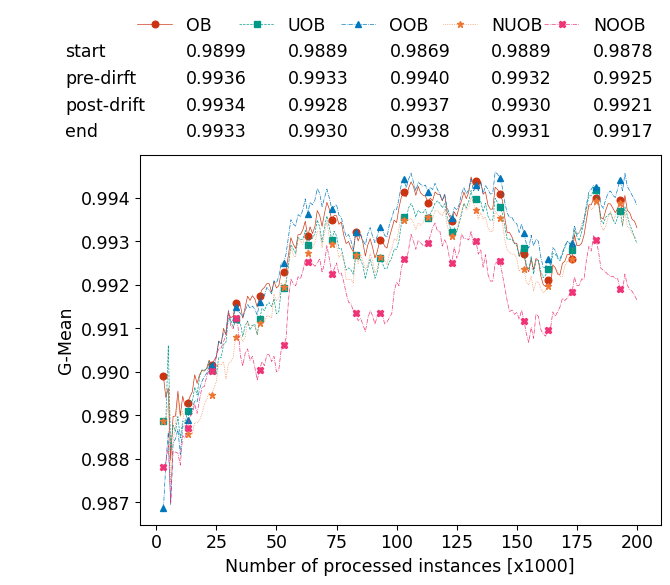 OB UOB OOB NUOB NOOB
start 0.9899 0.9889 0.9869 0.9889 0.9878
pre-dirft 0.9936 0.9933 0.9940 0.9932 0.9925
post-drift 0.9934 0.9928 0.9937 0.9930 0.9921
end 0.9933 0.9930 0.9938 0.9931 0.9917
0.994
0.993
0.992
0.991
0.990
0.989
0.988
0.987
G-Mean
0 25 50 75 100 125 150 175 200
Number of processed instances [x1000]